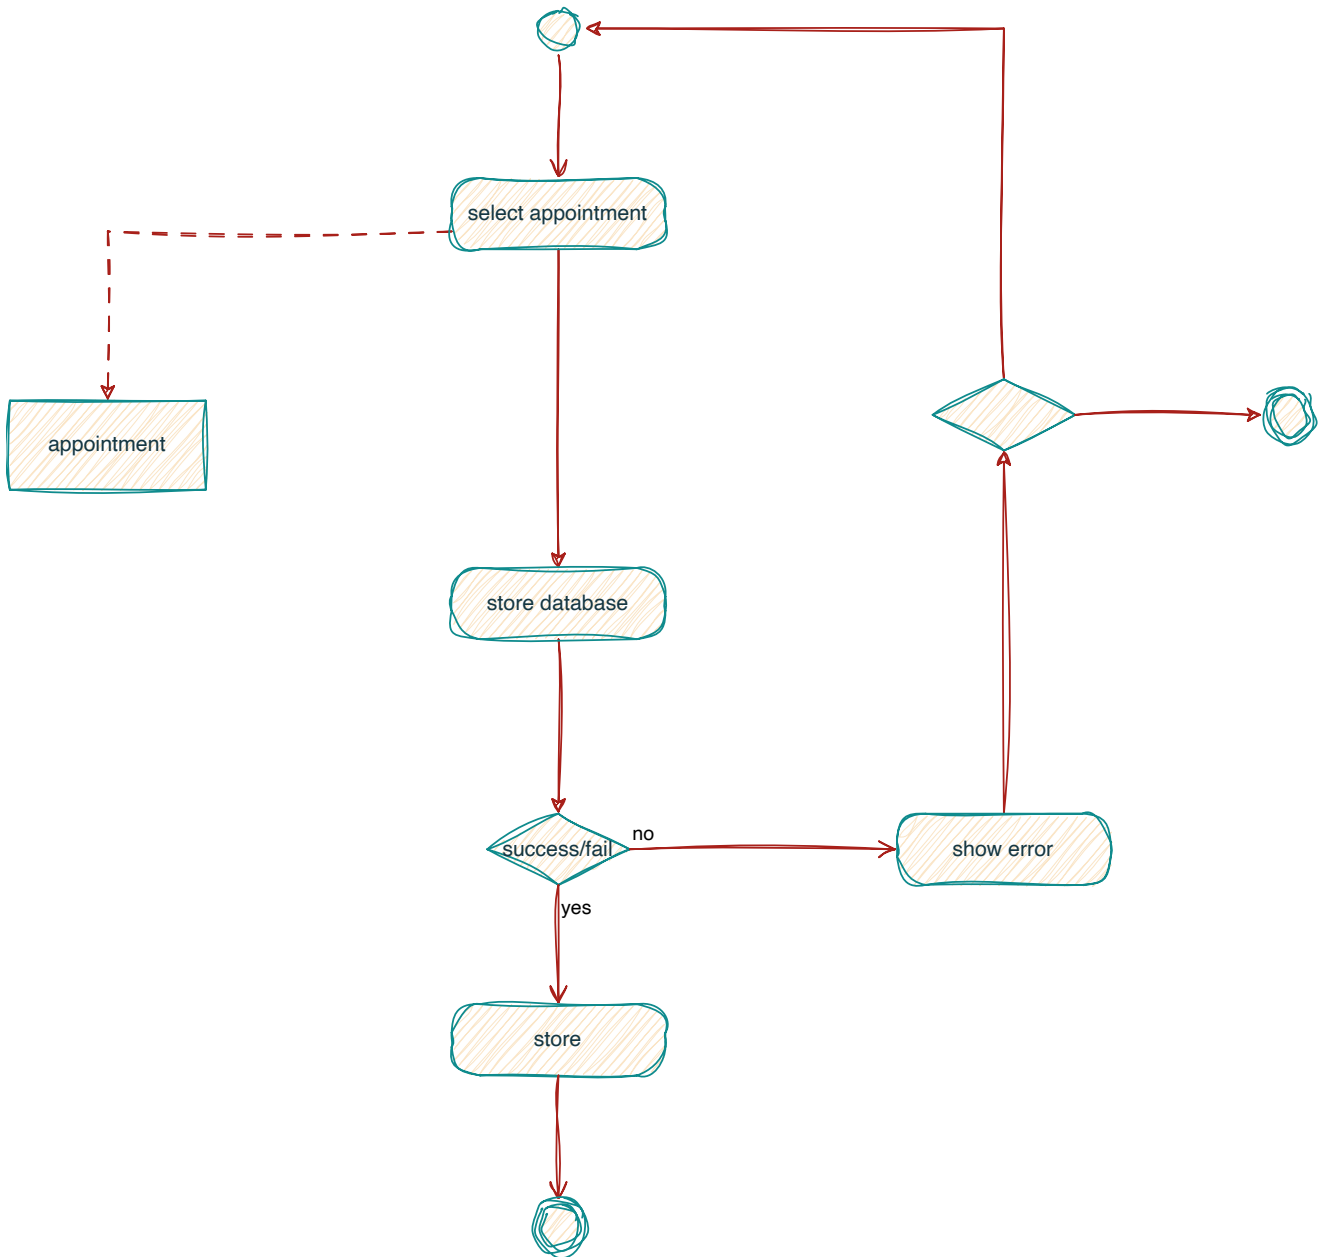 select appointment
appointment
store database
success/fail
no
show error
yes
store